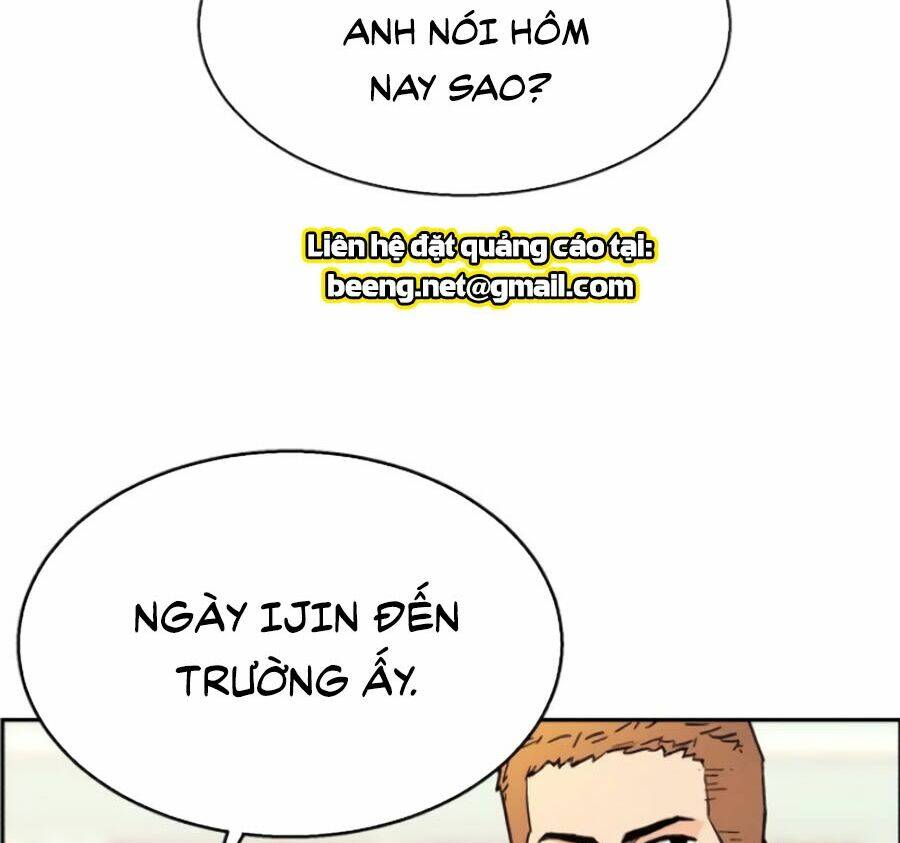 ANH NÓI HÔM
NAY SAO?
Liên hệ đặt quảng cáo tại:
beeng.net@gmail.com
NGÀY IJIN ĐẾN
TRƯỜNG ẤY.